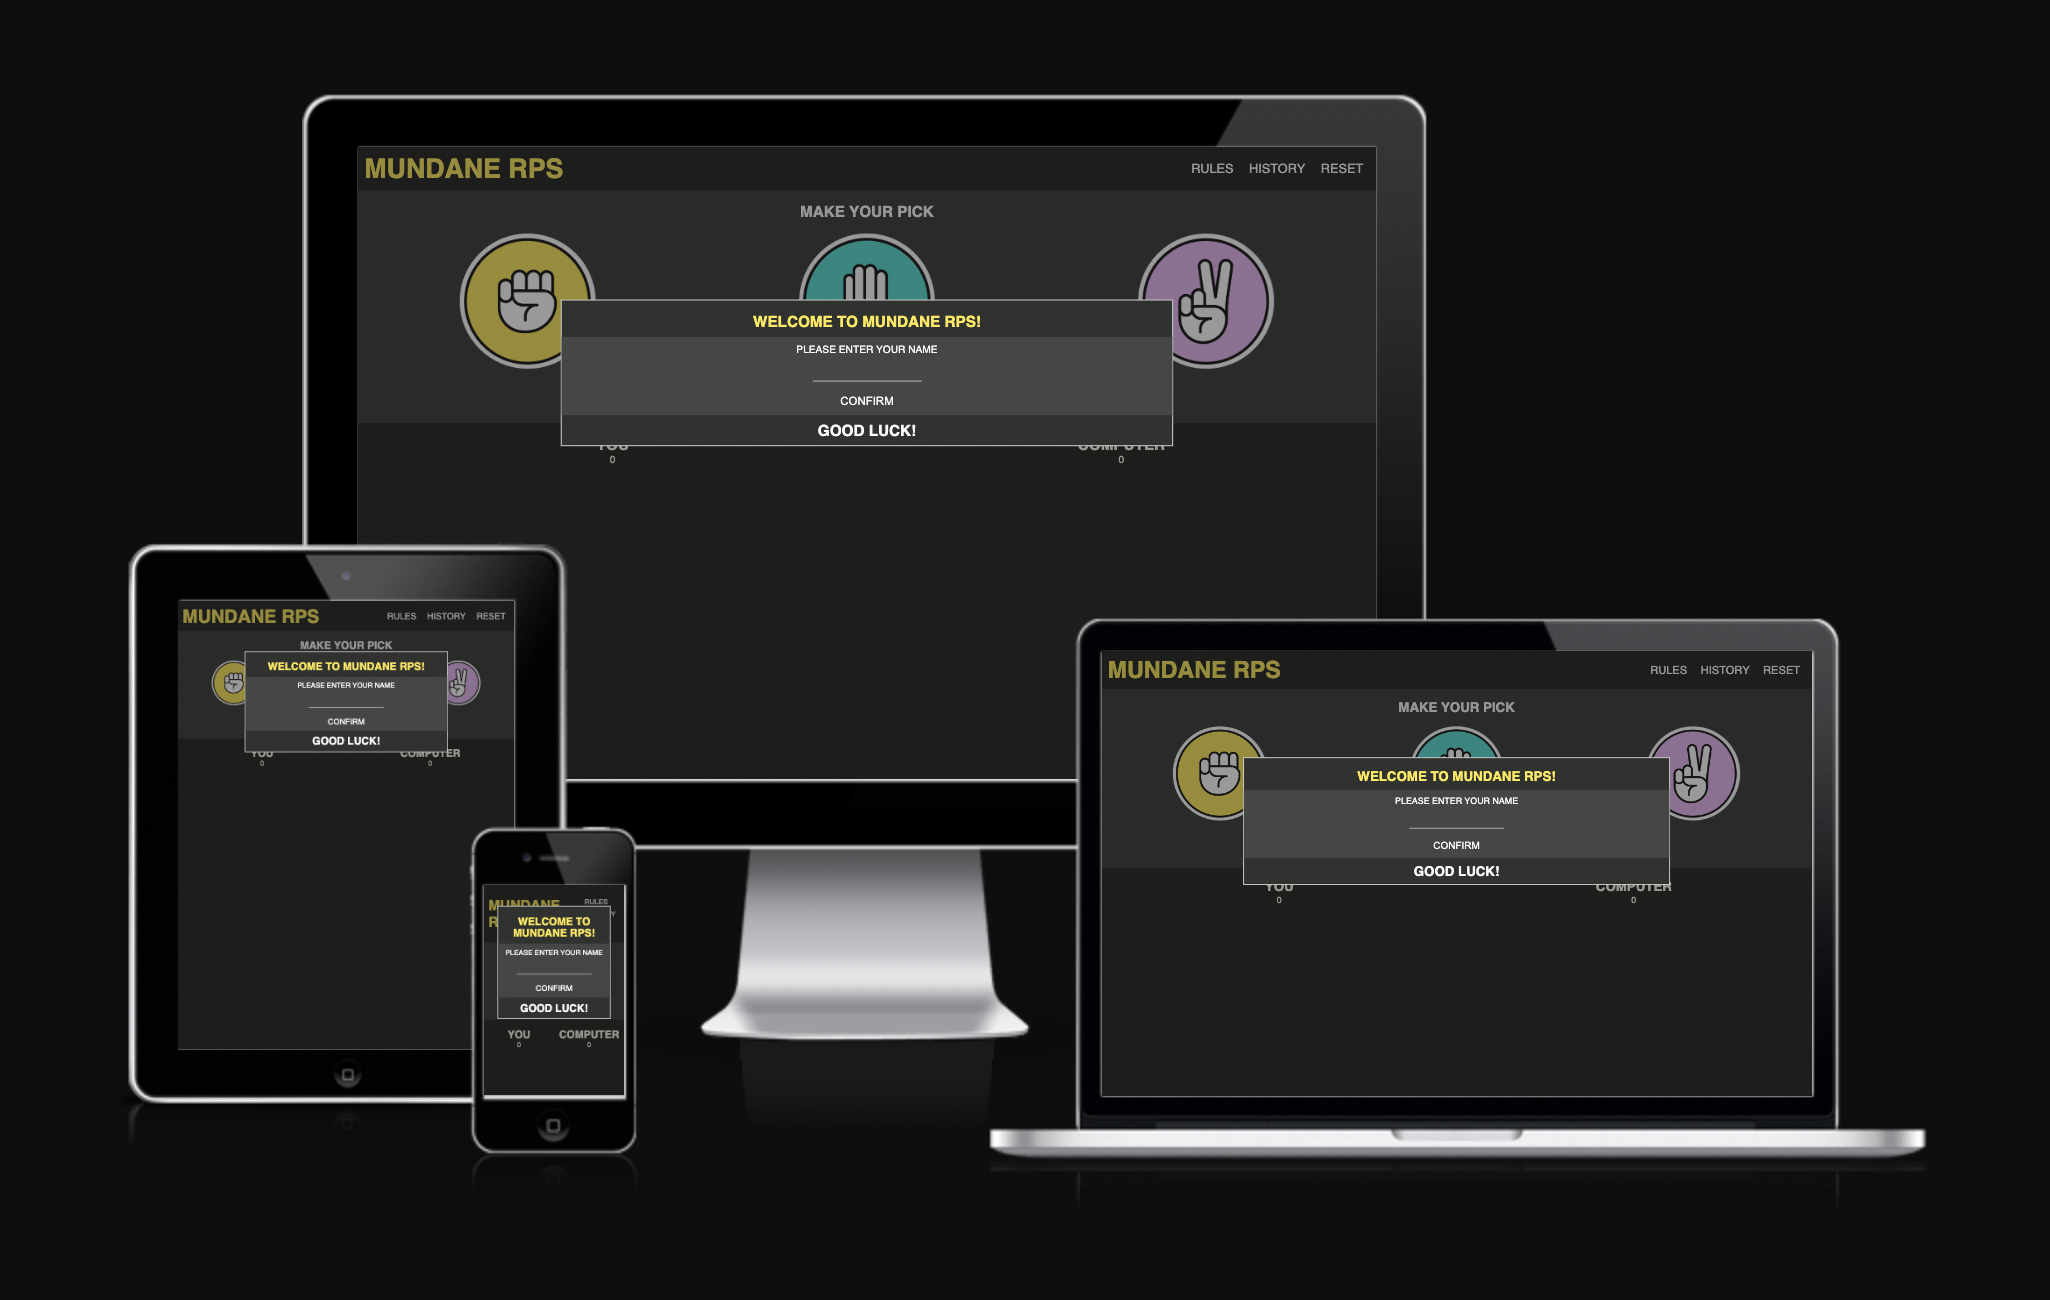 MUNDANE RPS
RULES HISTORY RESET
MAKE YOUR PICK
WELCOME TO MUNDANE RPS!
PLEASE ENTER YOUR NAME
CONFIRM
GOOD LUCK!
YOU COMPUTER
0 0
MUNDANE RPS
RULES HISTORY RESET
MAKE YOUR PICK
WELCOME TO MUNDANE RPS!
PLEASE ENTER YOUR NAME
CONFIRM
GOOD LUCK!
YOU COMPUTER
0 0
MUNDANE
RULES
WELCOME TO
MUNDANE RPS!
PLEASE ENTER YOUR NAME
CONFIRM
GOOD LUCK!
YOU COMPUTER
0 0
MUNDANE RPS
RULES HISTORY RESET
MAKE YOUR PICK
WELCOME TO MUNDANE RPS!
PLEASE ENTER YOUR NAME
CONFIRM
GOOD LUCK!
YOU COMPUTER
0 0